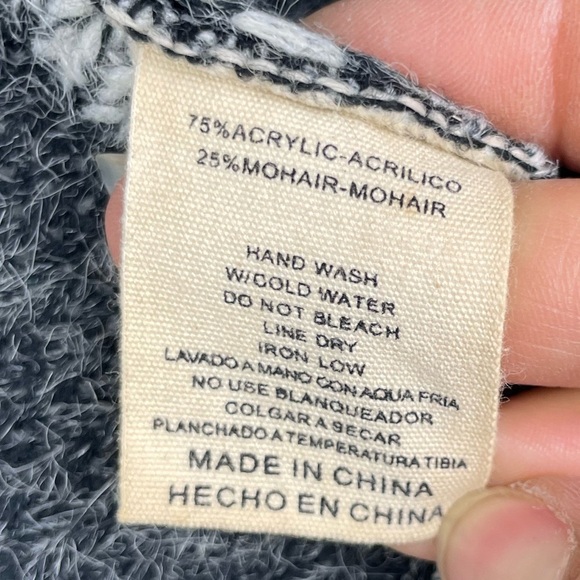 75%ACRYLIC-ACRILICO
25%MOHAIR-MOHAIR
HAND WASH
W/COLD WATER
DO NOT BLEACH
LINE DRY
IRON LOW
LAVADO A MANO CON AQUA FRIA
NO USE BLANQUEADOR
COLGAR A SECAR
PLANCHADO A TEMPERATURA TIBIA
MADE IN CHINA
HECHO EN CHINA